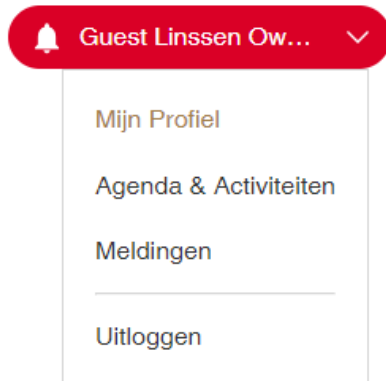 Guest Linssen Ow...
Mijn Profiel
Agenda & Activiteiten
Meldingen
Uitloggen